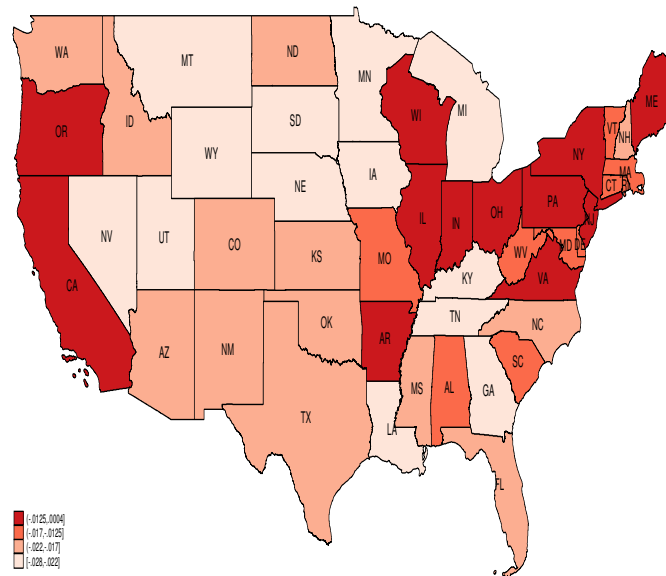 WA
MT
ND
MN
OR
ID
WY
SD
WI
MI
ME
VT
NH
NY
MA
CT
R
NV
UT
CO
NE
IA
IL
IN
OH
PA
NJ
CA
KS
MO
WV
MD
DE
VA
KY
AZ
NM
OK
AR
TN
NC
TX
MS
AL
GA
SC
LA
FL
(-.0125,.0004]
(-.017,-.0125]
(-.022,-.017]
[-.028,-.022]